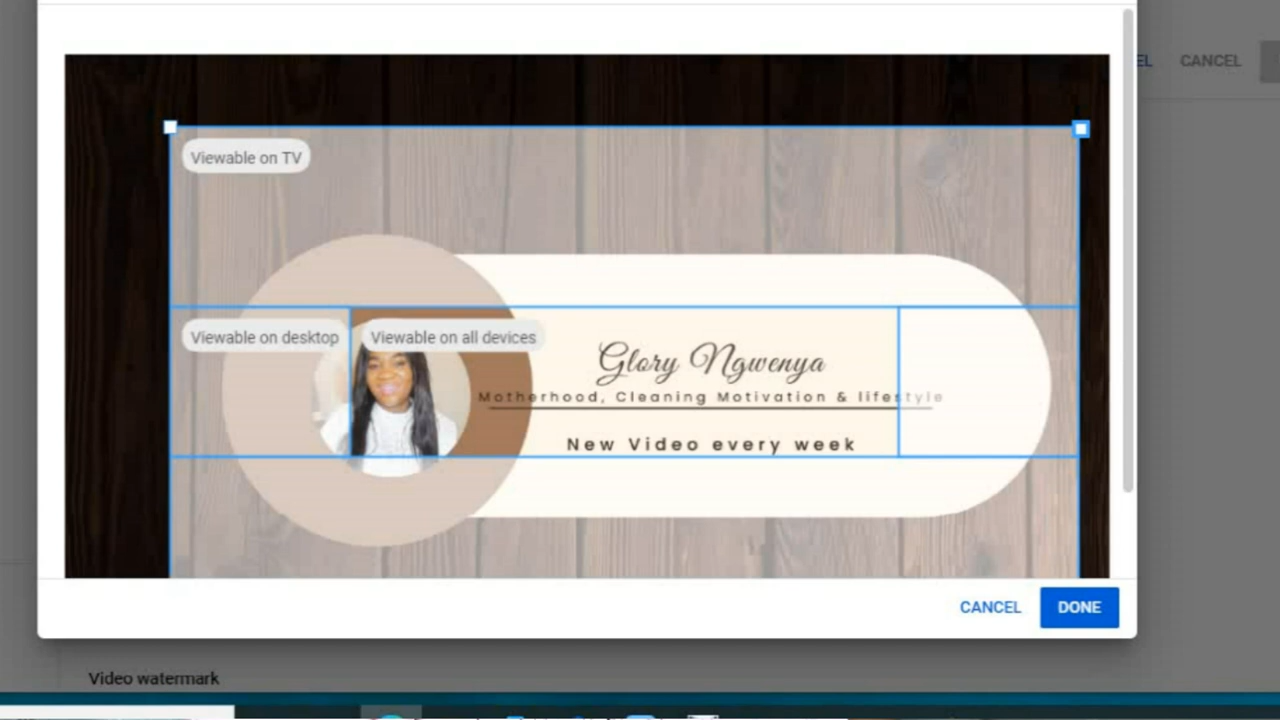 EL CANCEL
Viewable on TV
Viewable on desktop
Viewable on all devices
Glory Ngwenya
Motherhood, Cleaning Motivation & lifestyle
New Video every week
CANCEL DONE
Video watermark